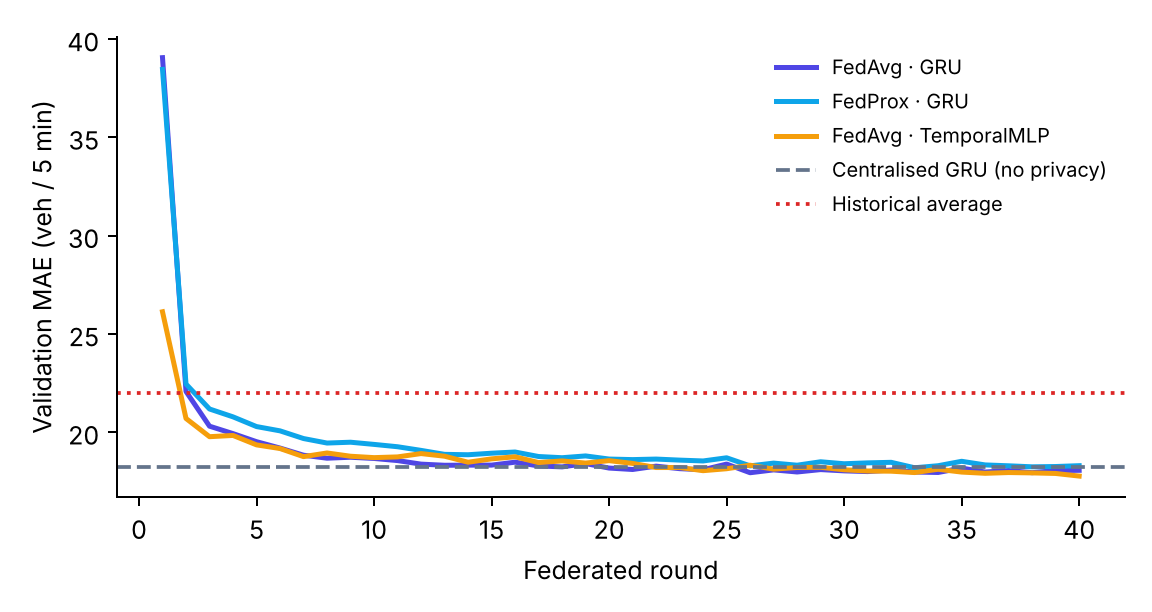 40
35
30
25
20
Validation MAE (veh / 5 min)
FedAvg · GRU
FedProx · GRU
FedAvg · TemporalMLP
Centralised GRU (no privacy)
Historical average
0 5 10 15 20 25 30 35 40
Federated round